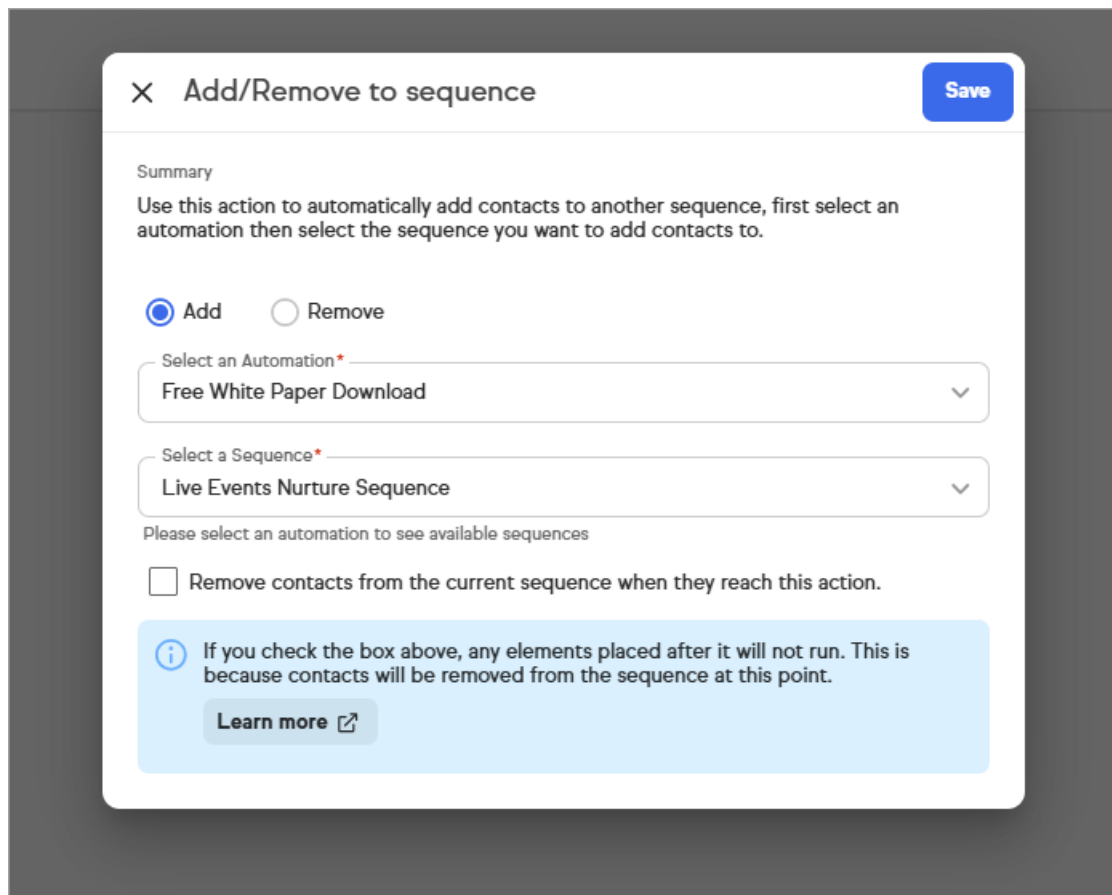 Add/Remove to sequence
Save
Summary
Use this action to automatically add contacts to another sequence, first select an
automation then select the sequence you want to add contacts to.
Add
Remove
Select an Automation*
Free White Paper Download
Select a Sequence*
Live Events Nurture Sequence
Please select an automation to see available sequences
Remove contacts from the current sequence when they reach this action.
If you check the box above, any elements placed after it will not run. This is
because contacts will be removed from the sequence at this point.
Learn more